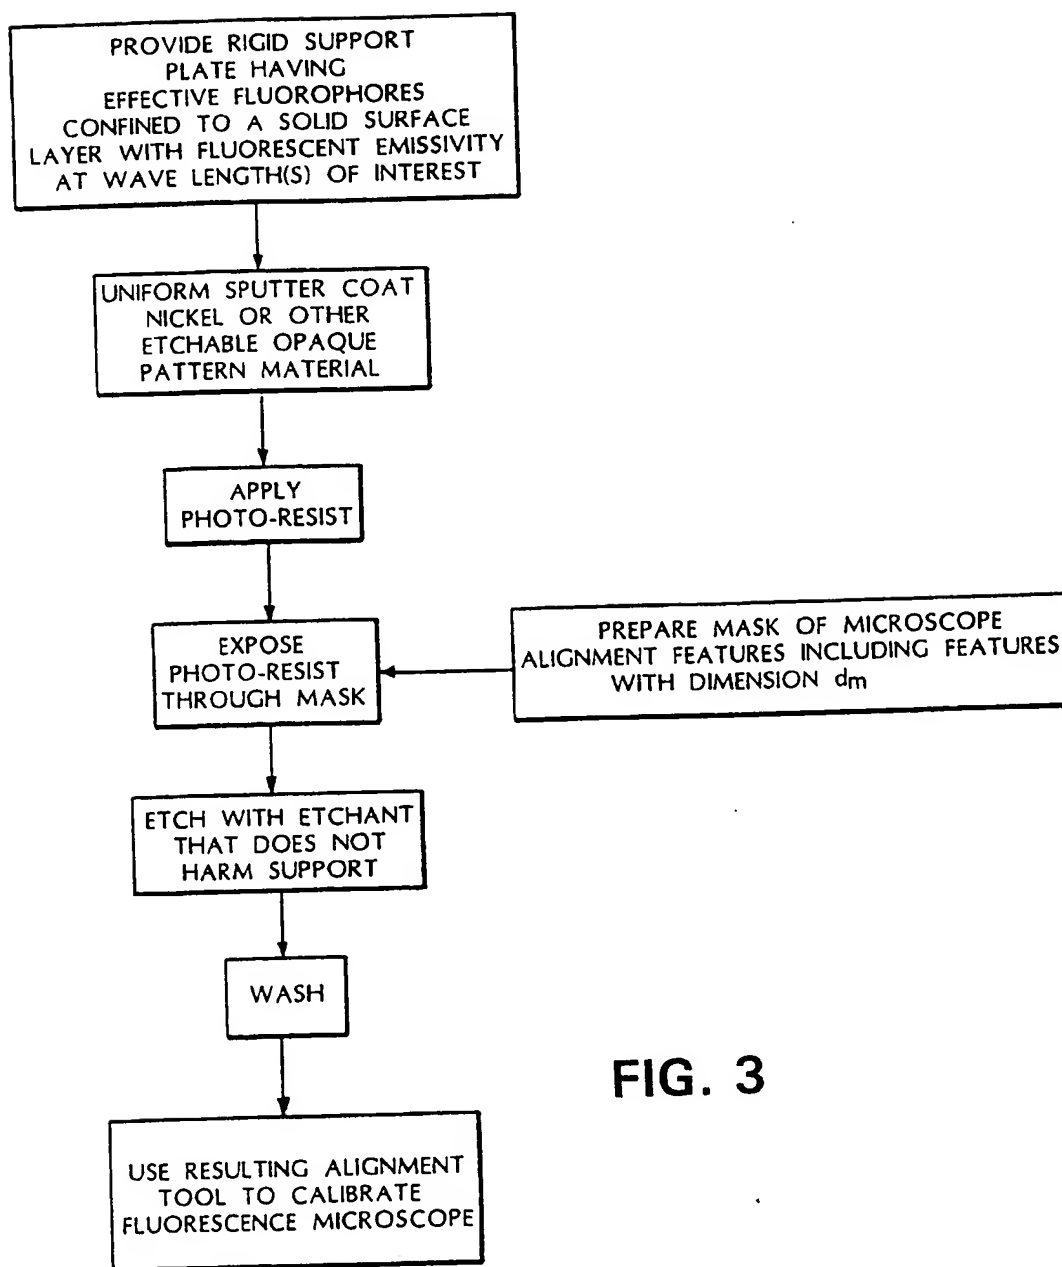 PROVIDE RIGID SUPPORT
PLATE HAVING
EFFECTIVE FLUOROPHORES
CONFINED TO A SOLID SURFACE
LAYER WITH FLUORESCENT EMISSIVITY
AT WAVE LENGTH(S) OF INTEREST
UNIFORM SPUTTER COAT
NICKEL OR OTHER
ETCHABLE OPAQUE
PATTERN MATERIAL
APPLY
PHOTO-RESIST
EXPOSE
PHOTO-RESIST
THROUGH MASK
PREPARE MASK OF MICROSCOPE
ALIGNMENT FEATURES INCLUDING FEATURES
WITH DIMENSION dm
ETCH WITH ETCHANT
THAT DOES NOT
HARM SUPPORT
WASH
USE RESULTING ALIGNMENT
TOOL TO CALIBRATE
FLUORESCENCE MICROSCOPE
FIG. 3